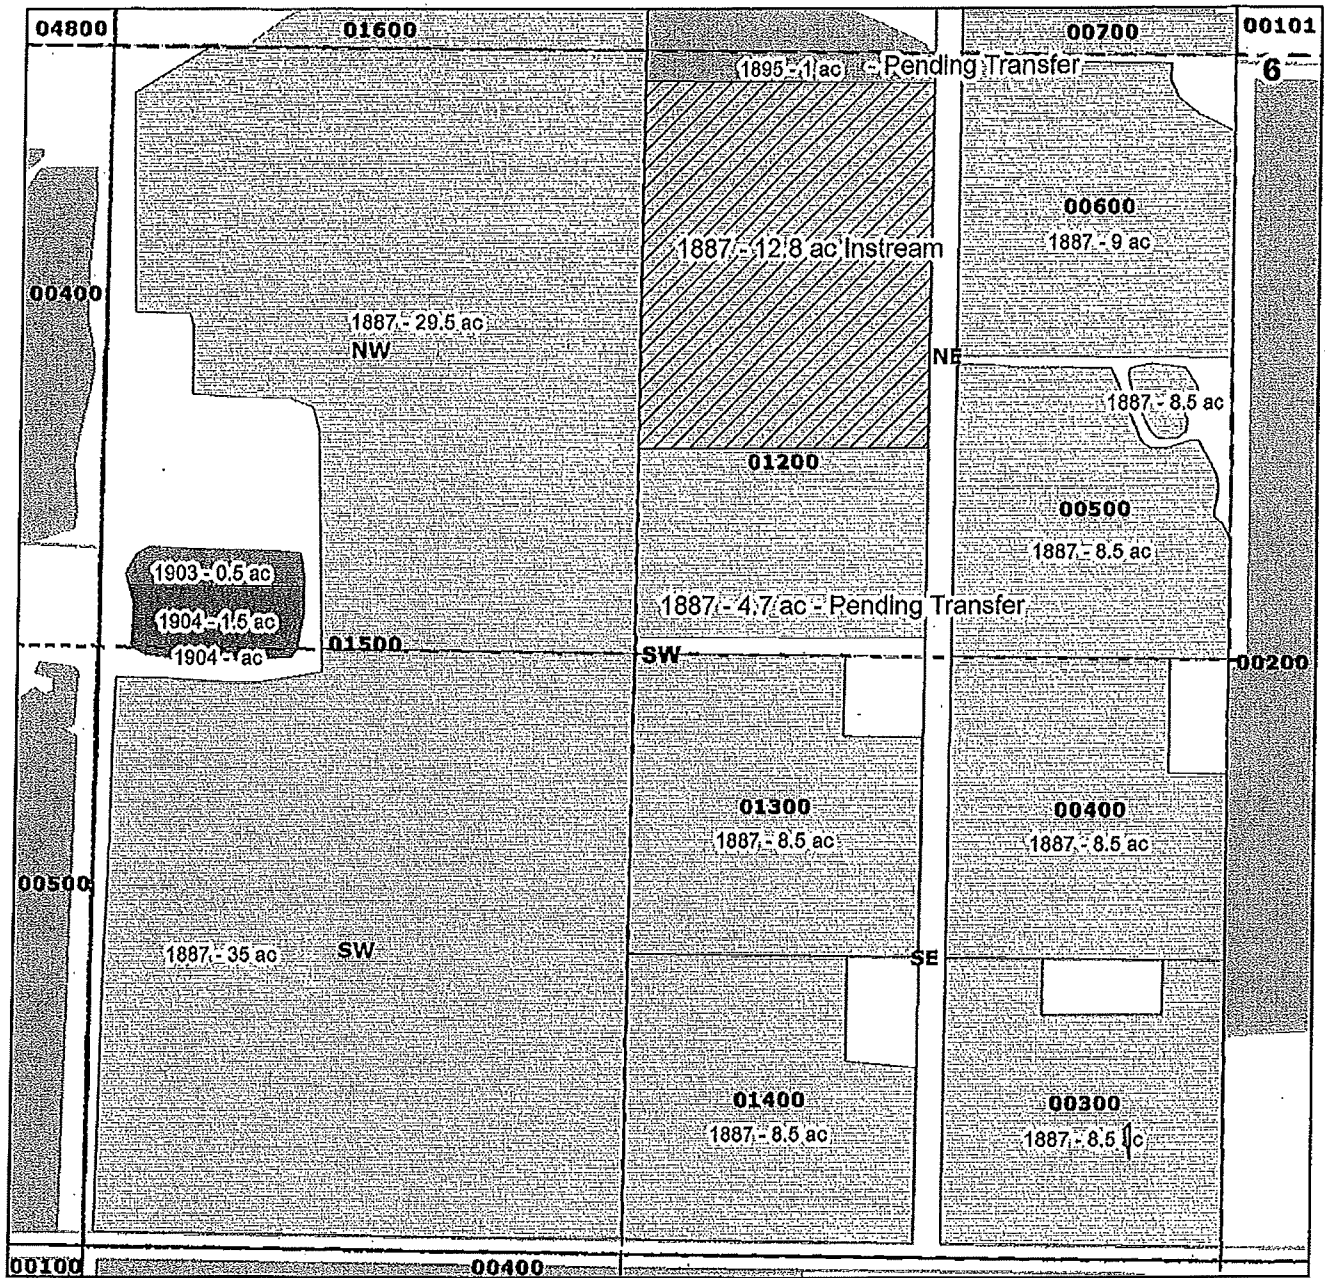 04800
01600
00700
00101
1895 - 1 ac - Pending Transfer
6
00600
1887 - 12.8 ac Instream
1887 - 9 ac
00400
1887 - 29.5 ac
NW
NE
1887 - 8.5 ac
01200
00500
1887 - 8.5 ac
1903 - 0.5 ac
1887 - 4.7 ac - Pending Transfer
1904 - 1.5 ac
01500
1904 - ac
SW
00200
01300
00400
1887 - 8.5 ac
1887 - 8.5 ac
00500
1887 - 35 ac
SW
SE
01400
00300
1887 - 8.5 ac
1887 - 8.5
00100
00400